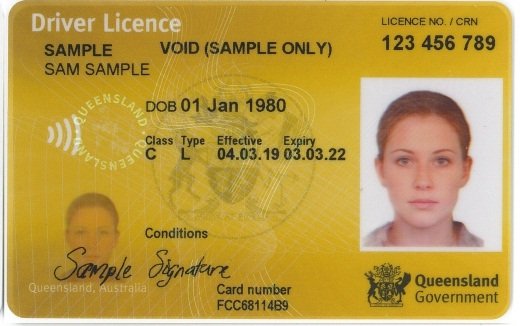 Driver Licence
LICENCE NO. / CRN
SAMPLE VOID (SAMPLE ONLY)
123 456 789
SAM SAMPLE
QUEENSLAND
QUEENSLAND
DOB 01 Jan 1980
Class Type Effective Expiry
C L 04.03.19 03.03.22
Conditions
Sample Signature
Queensland, Australia
Card number
FCC68114B9
Queensland
Government